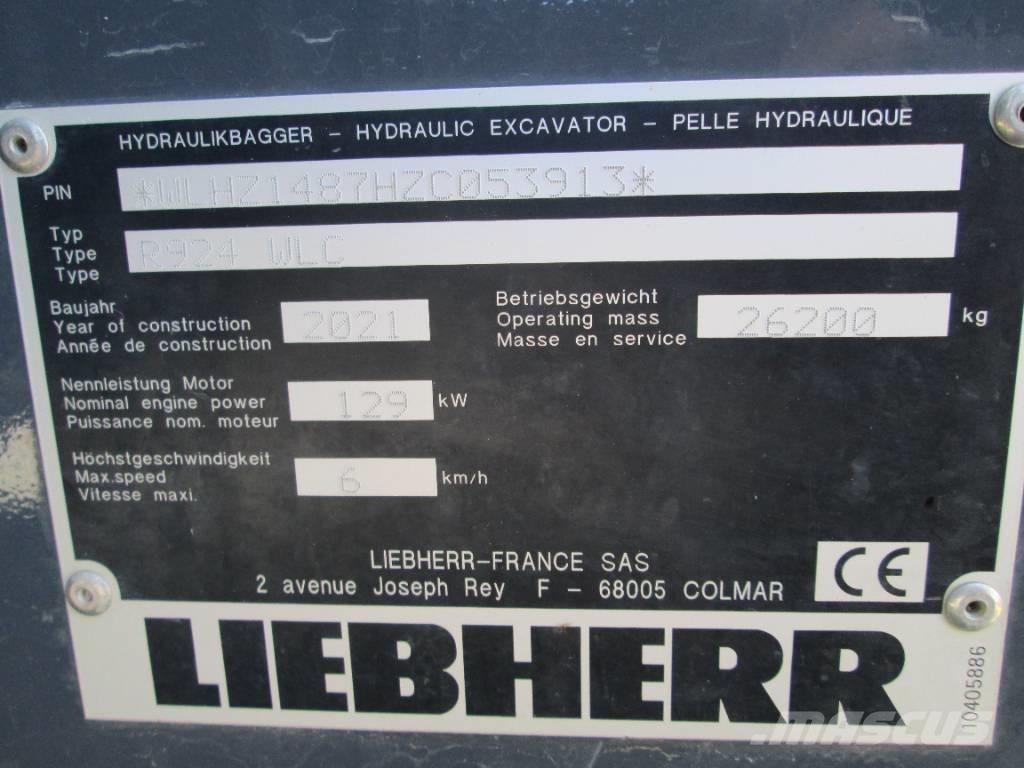 HYDRAULIKBAGGER - HYDRAULIC EXCAVATOR - PELLE HYDRAULIQUE
PIN *WLHZ1487HZC053913*
Typ
Type R924 WLC
Type
Baujahr
Year of construction 2021
Année de construction
Betriebsgewicht
Operating mass 26200 kg
Masse en service
Nennleistung Motor
Nominal engine power 129 kW
Puissance nom. moteur
Höchstgeschwindigkeit
Max.speed 6 km/h
Vitesse maxi.
LIEBHERR-FRANCE SAS
2 avenue Joseph Rey F - 68005 COLMAR
CE
LIEBHERR
10405886
MASCUS